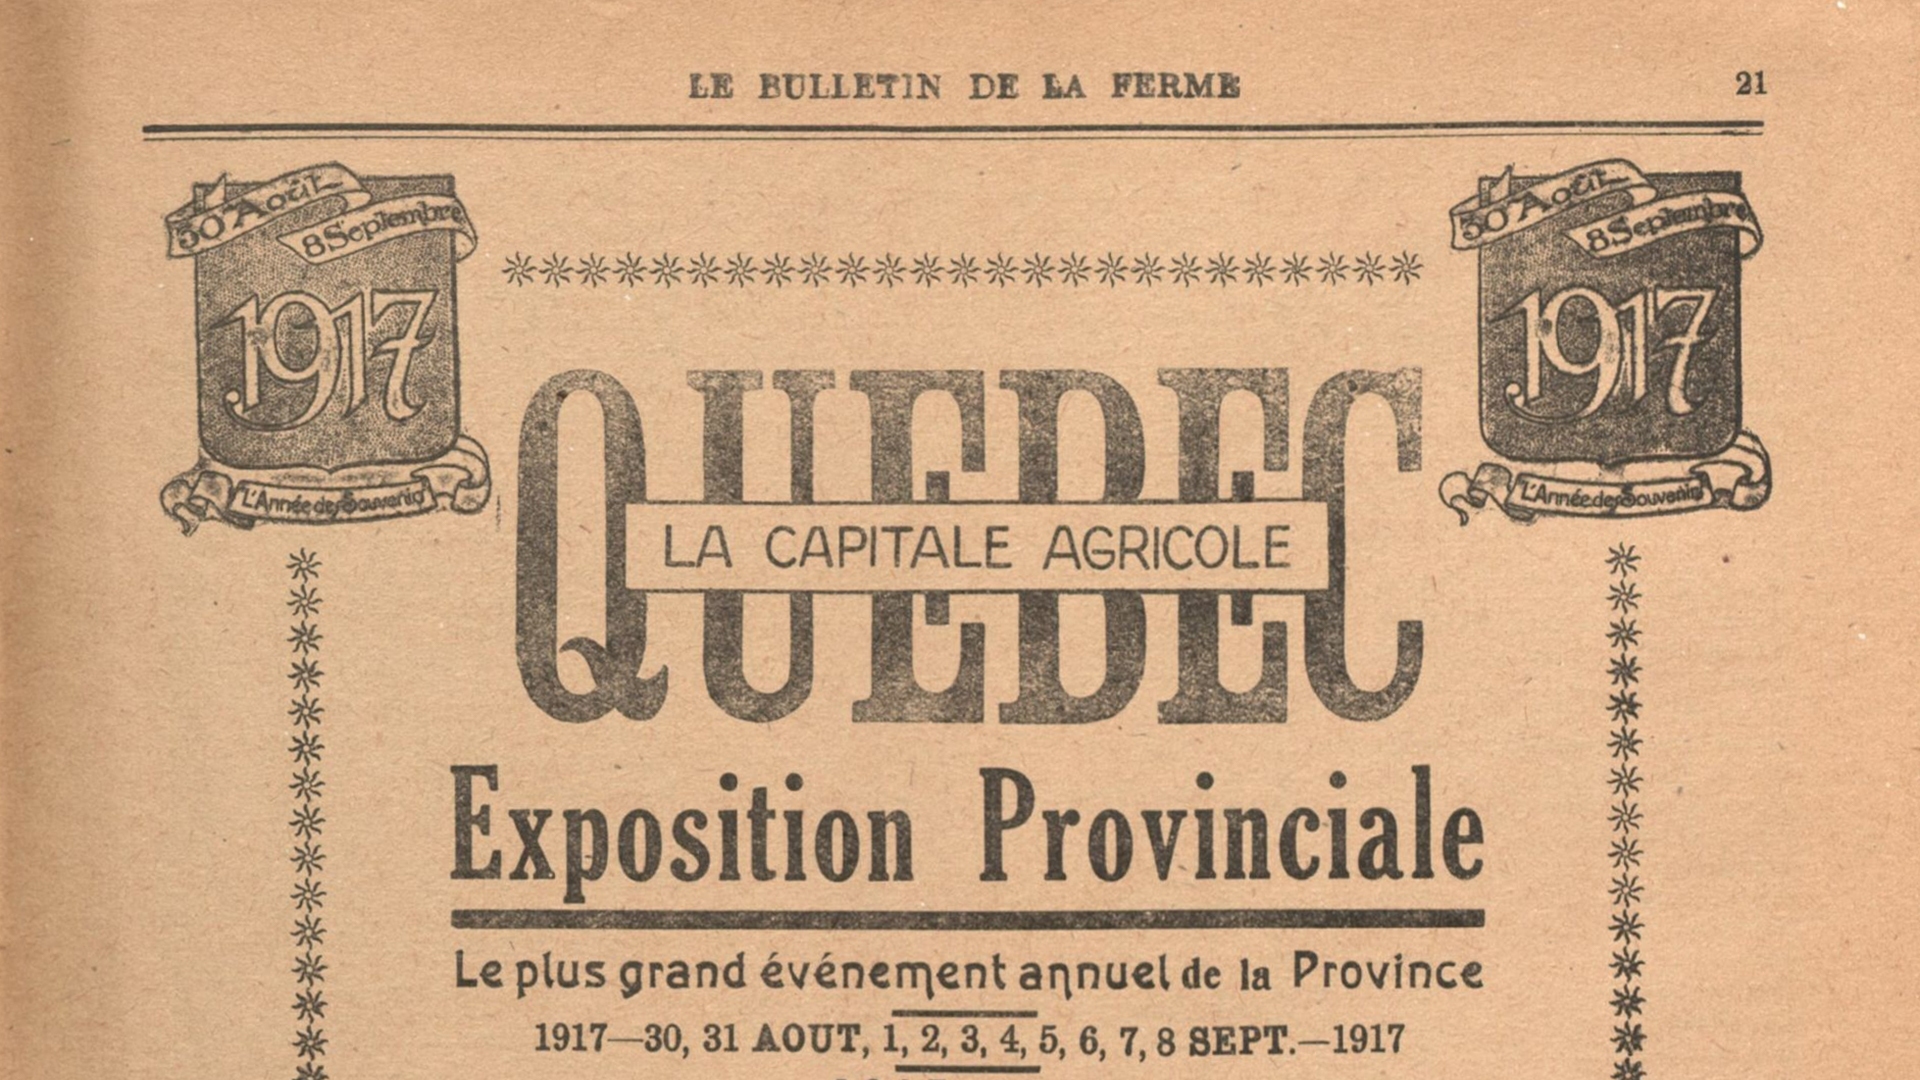 LE BULLETIN DE LA FERME 21
30 Août
8 Septembre
1917
L'Année des Souvenirs
30 Août
8 Septembre
1917
L'Année des Souvenirs
QUEBEC
LA CAPITALE AGRICOLE
Exposition Provinciale
Le plus grand événement annuel de la Province
1917—30, 31 AOUT, 1, 2, 3, 4, 5, 6, 7, 8 SEPT.—1917